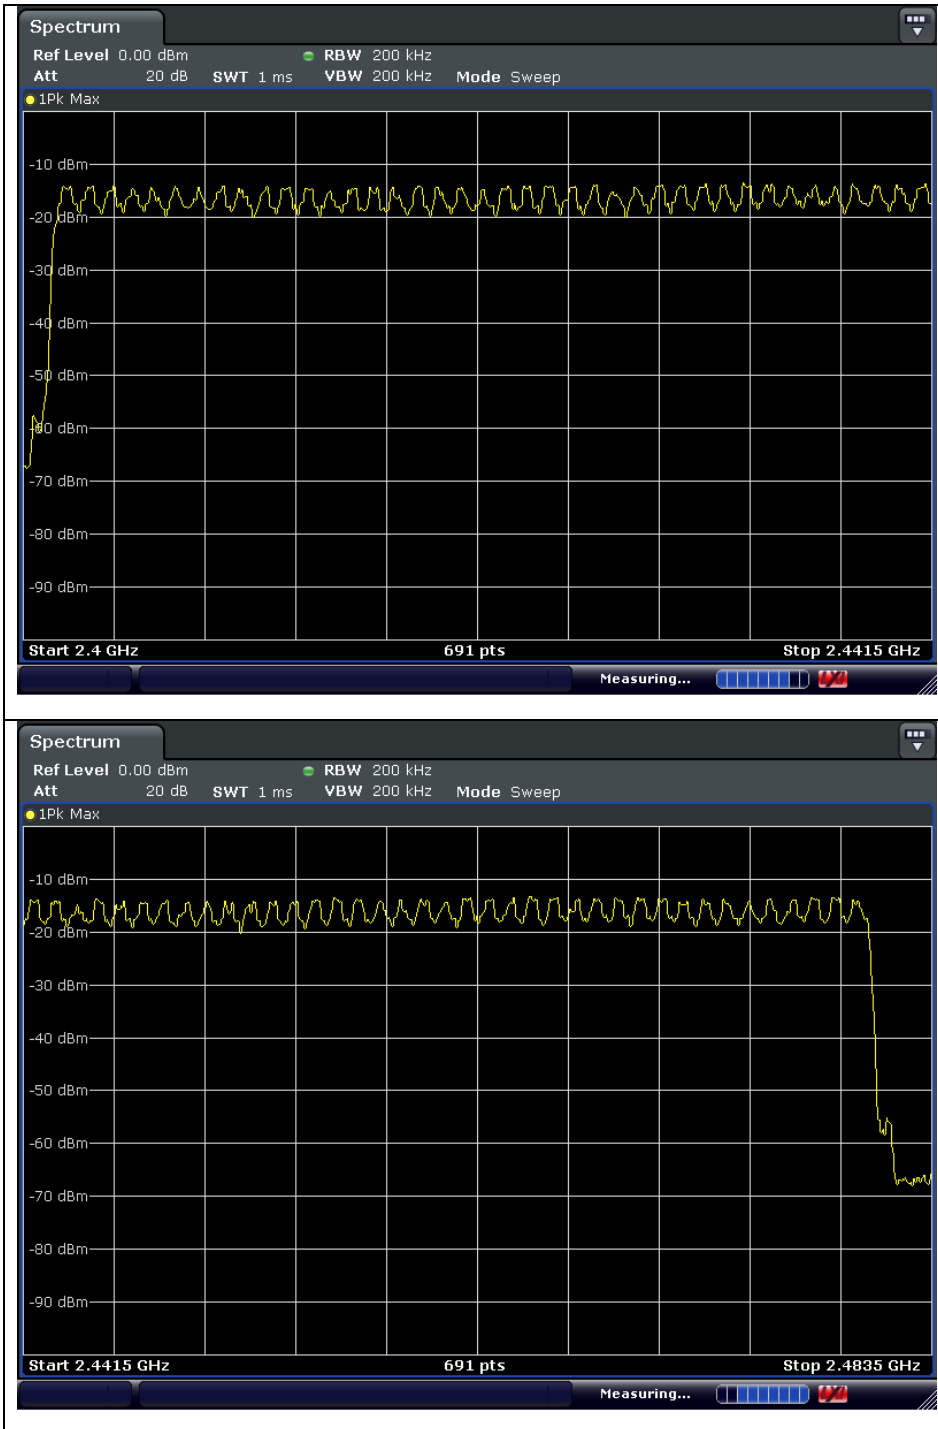 Spectrum
Ref Level 0.00 dBm RBW 200 kHz
Att 20 dB SWT 1 ms VBW 200 kHz Mode Sweep
1Pk Max
-10 dBm
-20 dBm
-30 dBm
-40 dBm
-50 dBm
-60 dBm
-70 dBm
-80 dBm
-90 dBm
Start 2.4 GHz 691 pts Stop 2.4415 GHz
Measuring...
Spectrum
Ref Level 0.00 dBm RBW 200 kHz
Att 20 dB SWT 1 ms VBW 200 kHz Mode Sweep
1Pk Max
-10 dBm
-20 dBm
-30 dBm
-40 dBm
-50 dBm
-60 dBm
-70 dBm
-80 dBm
-90 dBm
Start 2.4415 GHz 691 pts Stop 2.4835 GHz
Measuring...